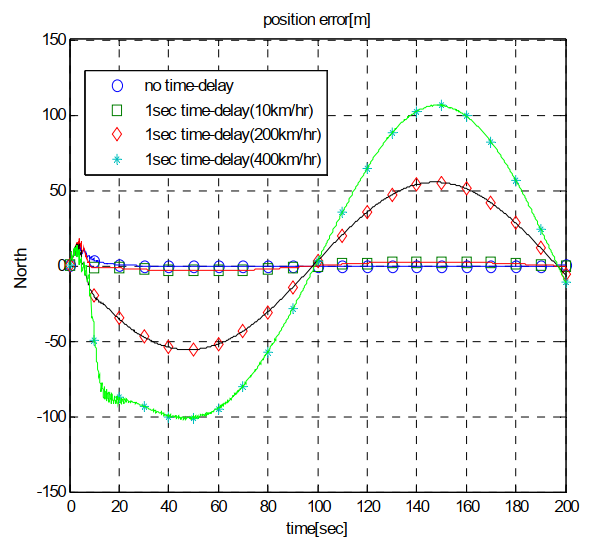 position error[m]
150
no time-delay
1sec time-delay(10km/hr)
1sec time-delay(200km/hr)
1sec time-delay(400km/hr)
100
50
0
-50
-100
-150
North
0 20 40 60 80 100 120 140 160 180 200
time[sec]